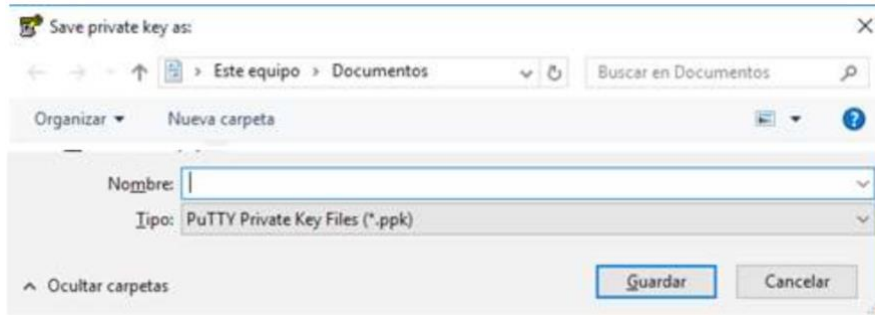 Save private key as:
Este equipo > Documentos
Buscar en Documentos
Organizar
Nueva carpeta
Nombre:
Tipo: PuTTY Private Key Files (*.ppk)
Ocultar carpetas
Guardar
Cancelar